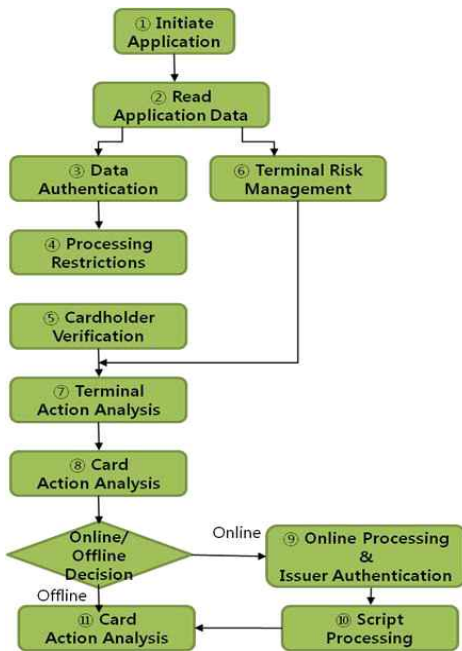 ① Initiate
Application
② Read
Application Data
③ Data
Authentication
⑥ Terminal Risk
Management
④ Processing
Restrictions
⑤ Cardholder
Verification
⑦ Terminal
Action Analysis
⑧ Card
Action Analysis
Online/
Offline
Decision
Online
Offline
⑨ Online Processing
&
Issuer Authentication
⑪ Card
Action Analysis
⑩ Script
Processing